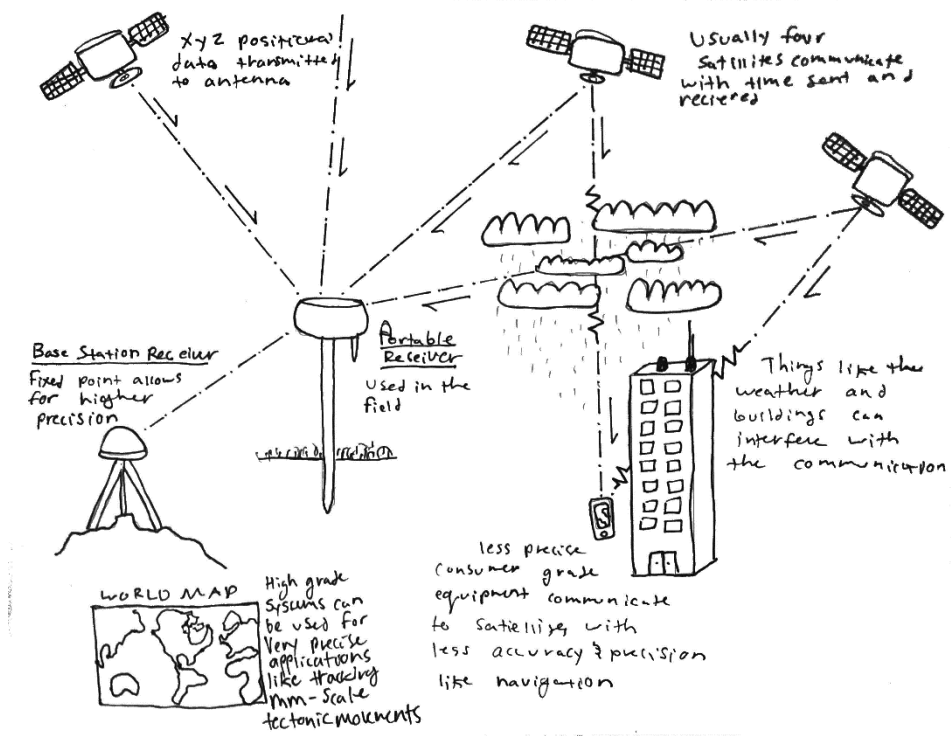 xyz positional
data transmitted
to antenna
Usually four
Satellites communicate
with time sent and
recieved
Base Station Receiver
Fixed point allows
for higher
precision
Portable
Receiver
used in the
field
Things like the
weather and
buildings can
interfere with
the communication
WORLD MAP
High grade
Systems can
be used for
very precise
applications
like tracking
mm-scale
tectonic movements
less precise
consumer grade
equipment communicate
to satellites with
less accuracy & precision
like navigation